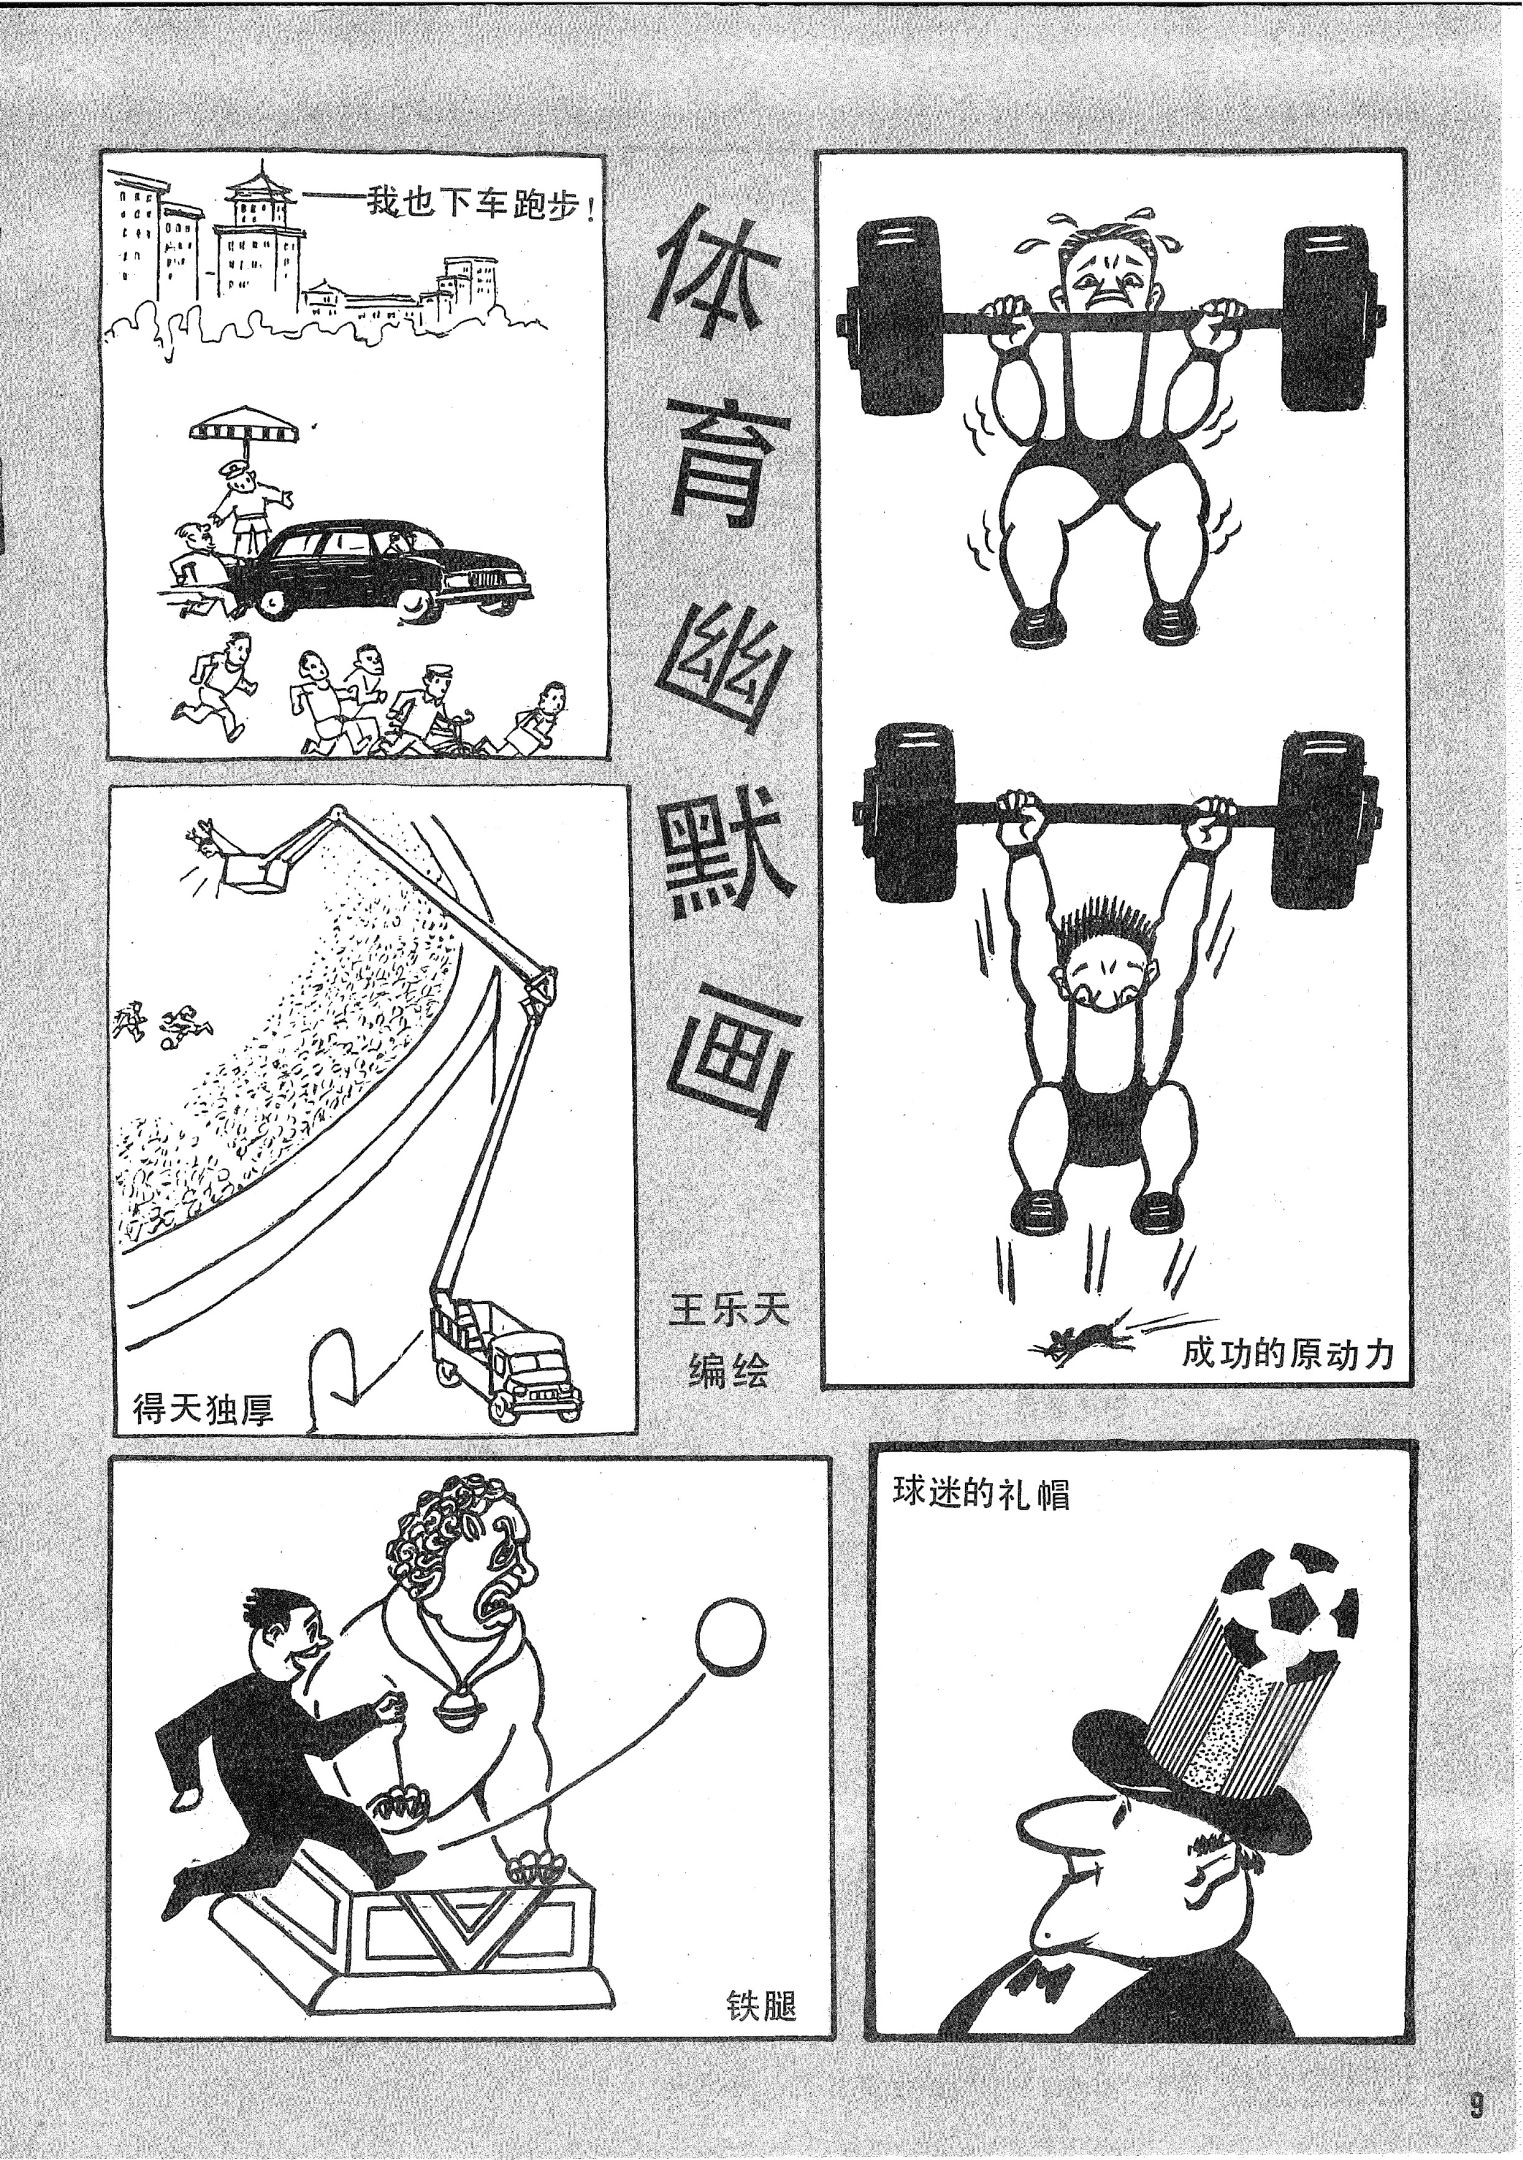 体育幽默画
王乐天
编绘
——我也下车跑步！
成功的原动力
得天独厚
铁腿
球迷的礼帽
9